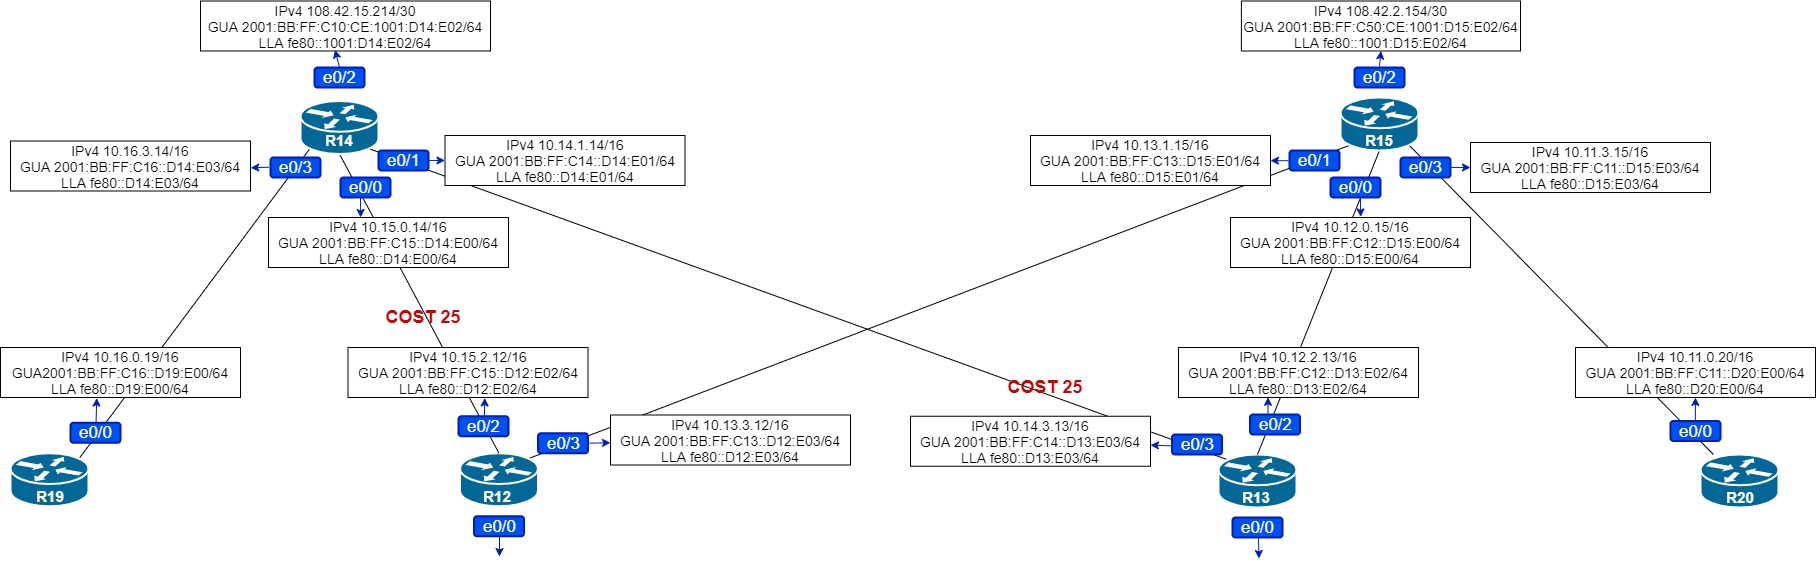 IPv4 108.42.15.214/30
GUA 2001:BB:FF:C10:CE:1001:D14:E02/64
LLA fe80::1001:D14:E02/64
e0/2
R14
IPv4 108.42.2.154/30
GUA 2001:BB:FF:C50:CE:1001:D15:E02/64
LLA fe80::1001:D15:E02/64
e0/2
R15
IPv4 10.16.3.14/16
GUA 2001:BB:FF:C16::D14:E03/64
LLA fe80::D14:E03/64
e0/3
e0/1
IPv4 10.14.1.14/16
GUA 2001:BB:FF:C14::D14:E01/64
LLA fe80::D14:E01/64
e0/0
IPv4 10.15.0.14/16
GUA 2001:BB:FF:C15::D14:E00/64
LLA fe80::D14:E00/64
IPv4 10.13.1.15/16
GUA 2001:BB:FF:C13::D15:E01/64
LLA fe80::D15:E01/64
e0/1
e0/0
e0/3
IPv4 10.11.3.15/16
GUA 2001:BB:FF:C11::D15:E03/64
LLA fe80::D15:E03/64
IPv4 10.12.0.15/16
GUA 2001:BB:FF:C12::D15:E00/64
LLA fe80::D15:E00/64
COST 25
IPv4 10.16.0.19/16
GUA2001:BB:FF:C16::D19:E00/64
LLA fe80::D19:E00/64
e0/0
R19
IPv4 10.15.2.12/16
GUA 2001:BB:FF:C15::D12:E02/64
LLA fe80::D12:E02/64
e0/2
e0/3
IPv4 10.13.3.12/16
GUA 2001:BB:FF:C13::D12:E03/64
LLA fe80::D12:E03/64
R12
e0/0
COST 25
IPv4 10.14.3.13/16
GUA 2001:BB:FF:C14::D13:E03/64
LLA fe80::D13:E03/64
e0/3
IPv4 10.12.2.13/16
GUA 2001:BB:FF:C12::D13:E02/64
LLA fe80::D13:E02/64
e0/2
R13
e0/0
IPv4 10.11.0.20/16
GUA 2001:BB:FF:C11::D20:E00/64
LLA fe80::D20:E00/64
e0/0
R20